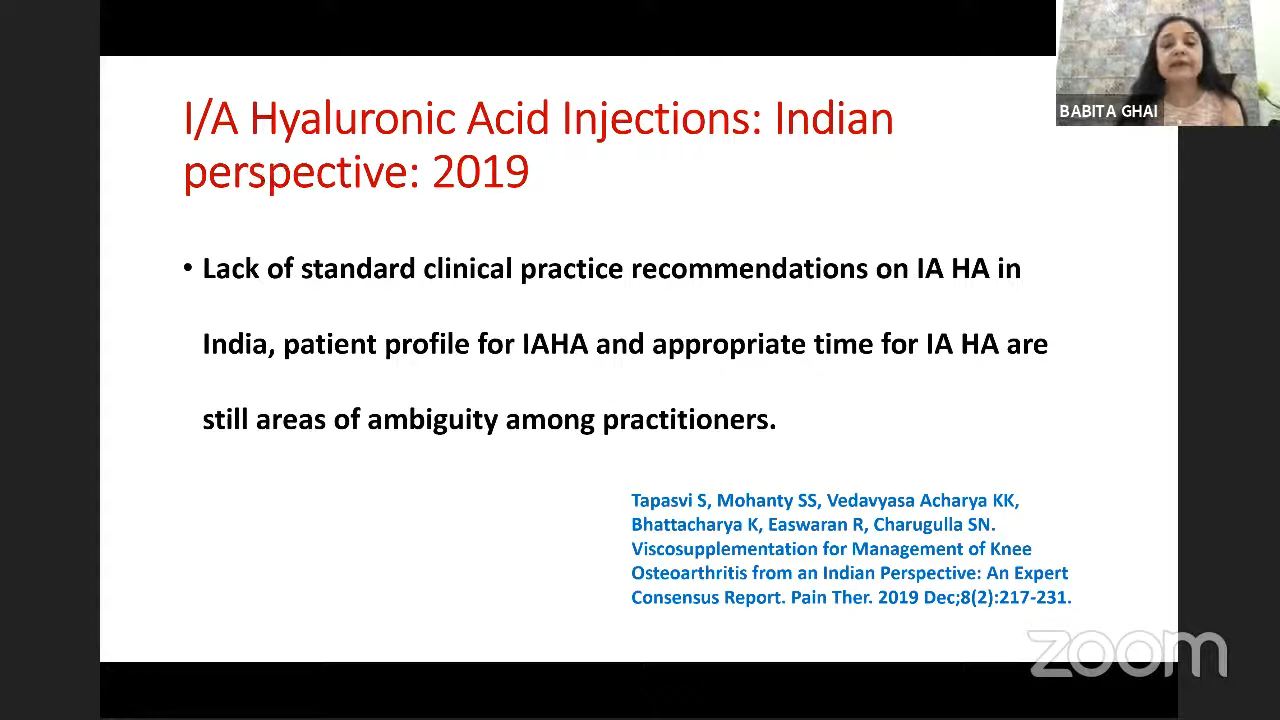 I/A Hyaluronic Acid Injections: Indian
perspective: 2019
BABITA GHAI
• Lack of standard clinical practice recommendations on IA HA in
India, patient profile for IAHA and appropriate time for IA HA are
still areas of ambiguity among practitioners.
Tapasvi S, Mohanty SS, Vedavyasa Acharya KK,
Bhattacharya K, Easwaran R, Charugulla SN.
Viscosupplementation for Management of Knee
Osteoarthritis from an Indian Perspective: An Expert
Consensus Report. Pain Ther. 2019 Dec;8(2):217-231.
zoom